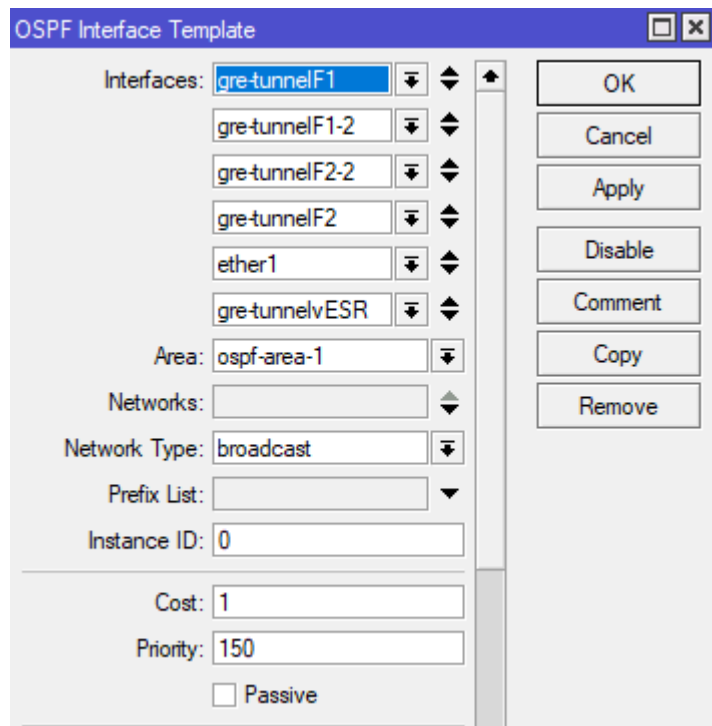 OSPF Interface Template
Interfaces: gre-tunnelF1
gre-tunnelF1-2
gre-tunnelF2-2
gre-tunnelF2
ether1
gre-tunnelvESR
Area: ospf-area-1
Networks:
Network Type: broadcast
Prefix List:
Instance ID: 0
Cost: 1
Priority: 150
Passive
OK
Cancel
Apply
Disable
Comment
Copy
Remove